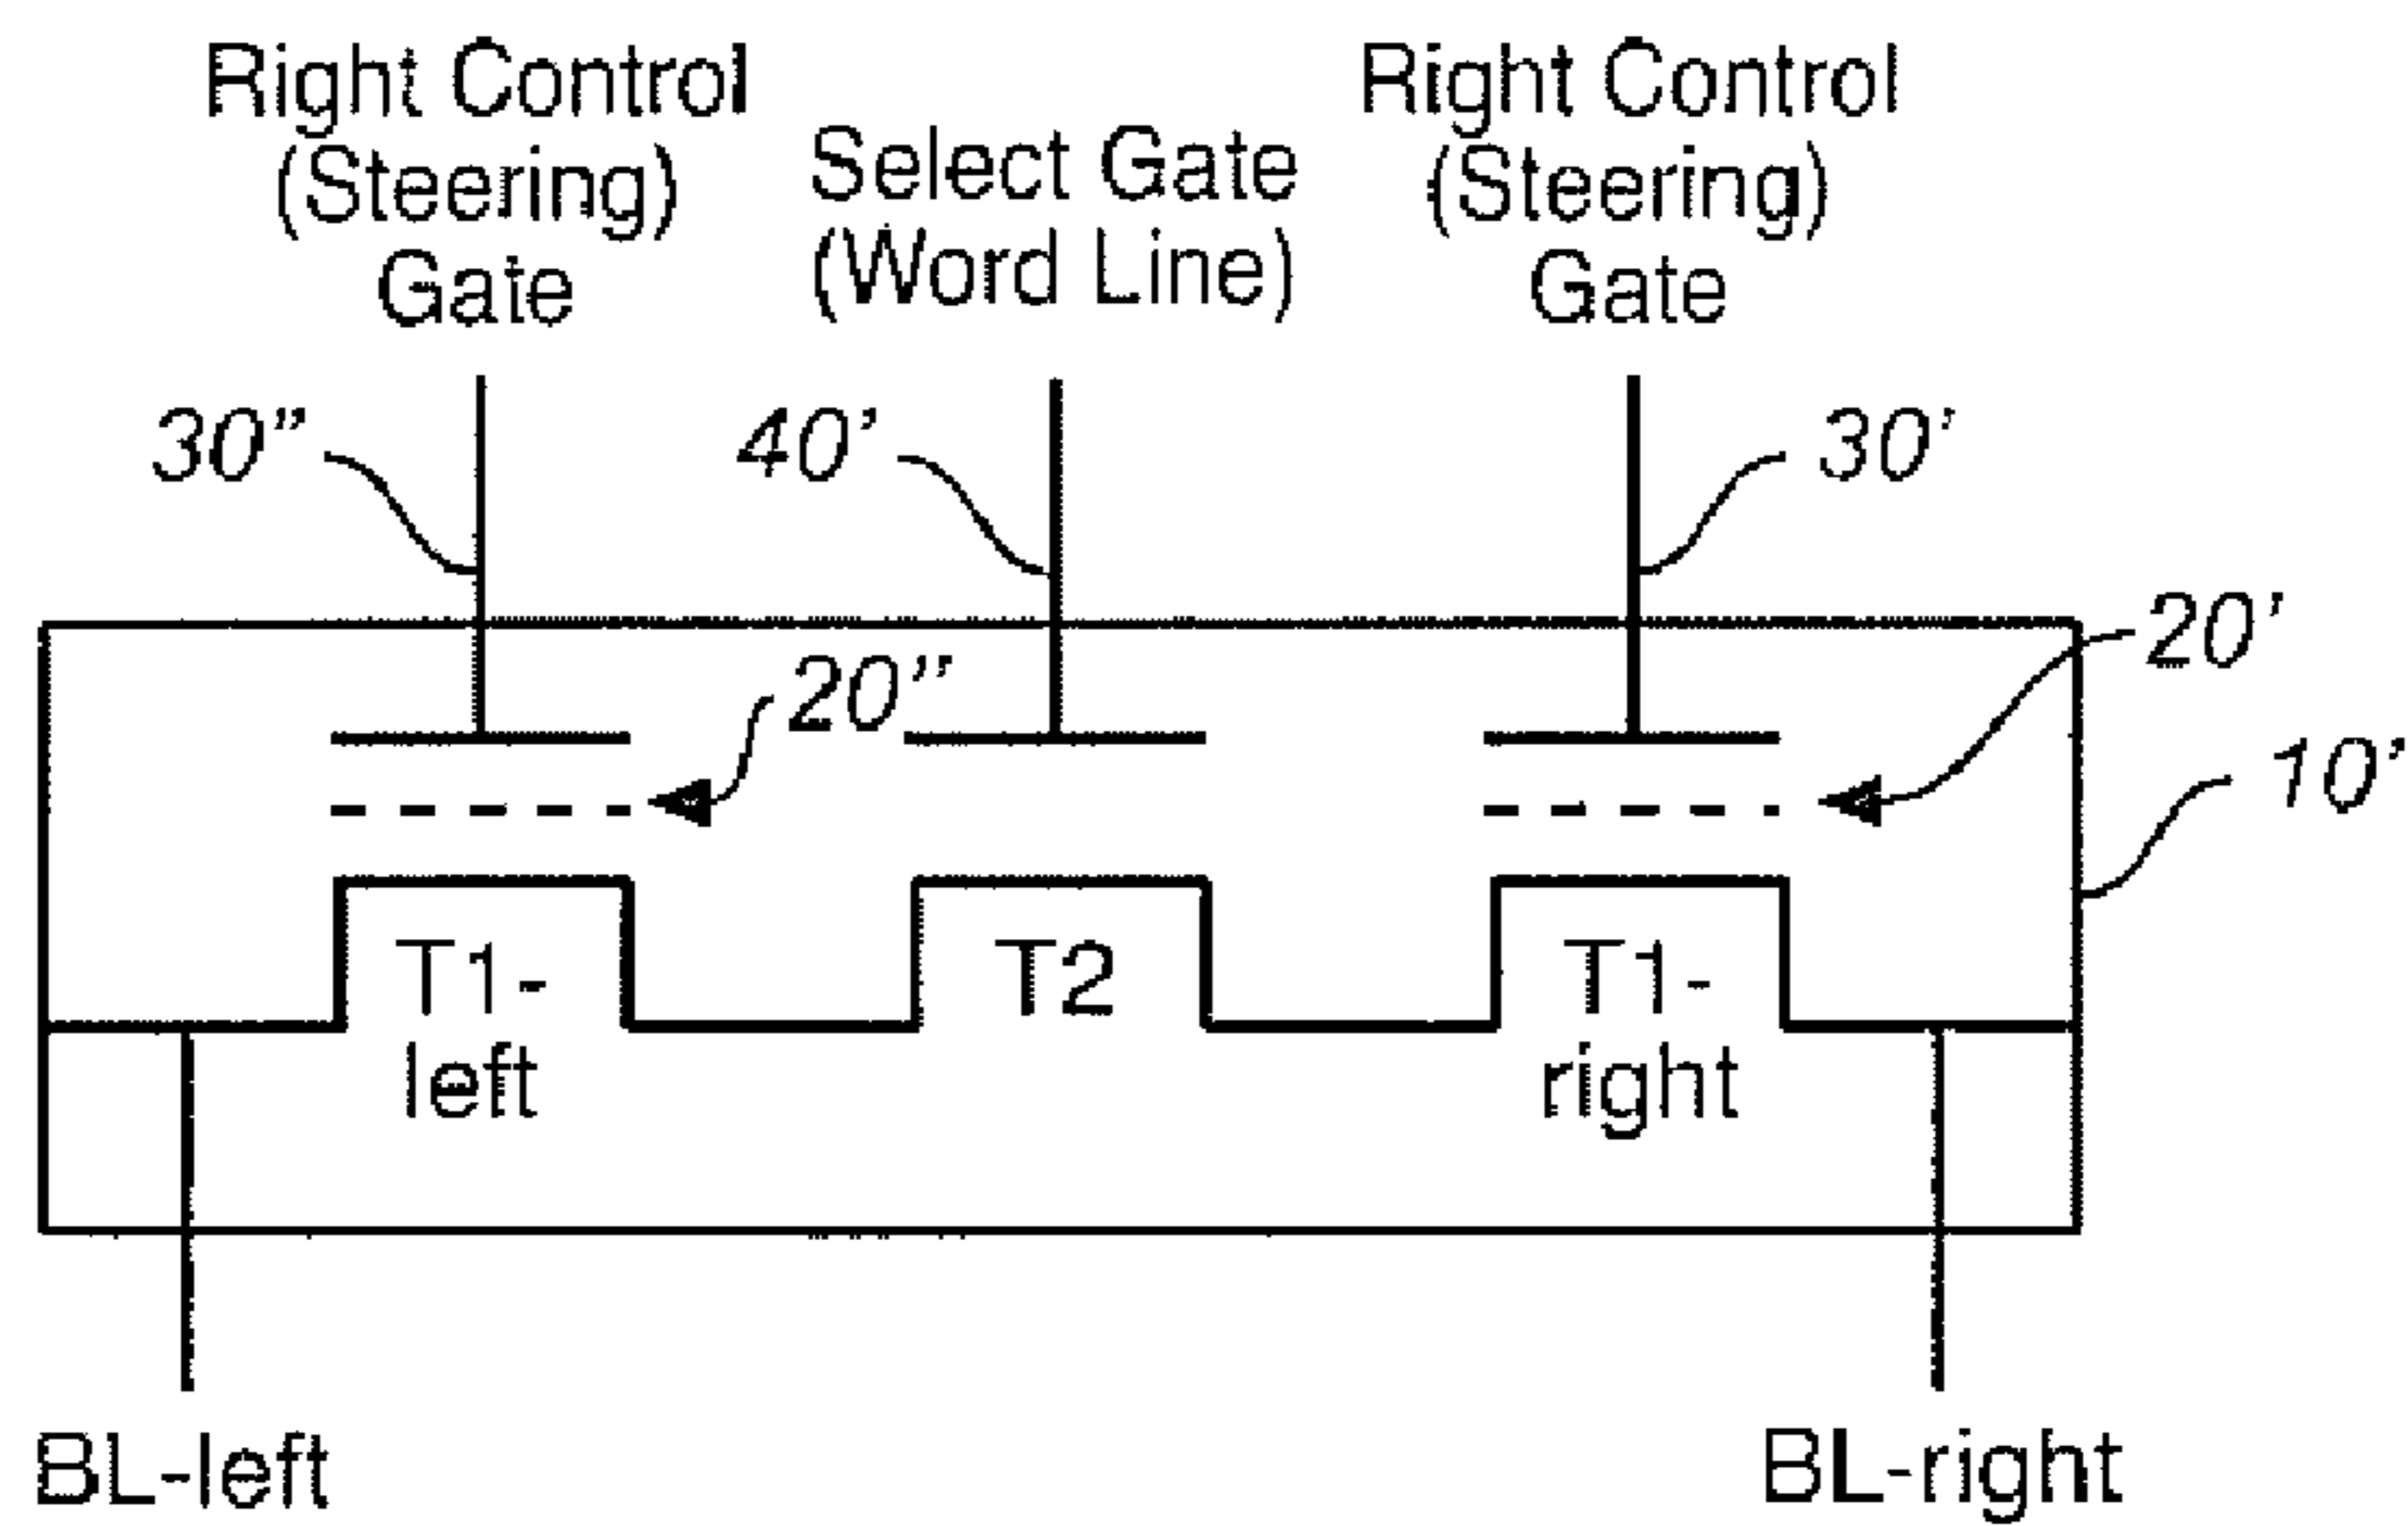 Right Control
(Steering)
Gate
Select Gate
(Word Line)
Right Control
(Steering)
Gate
30”
40’
30’
20’
20”
10’
T1-
left
T2
T1-
right
BL-left
BL-right